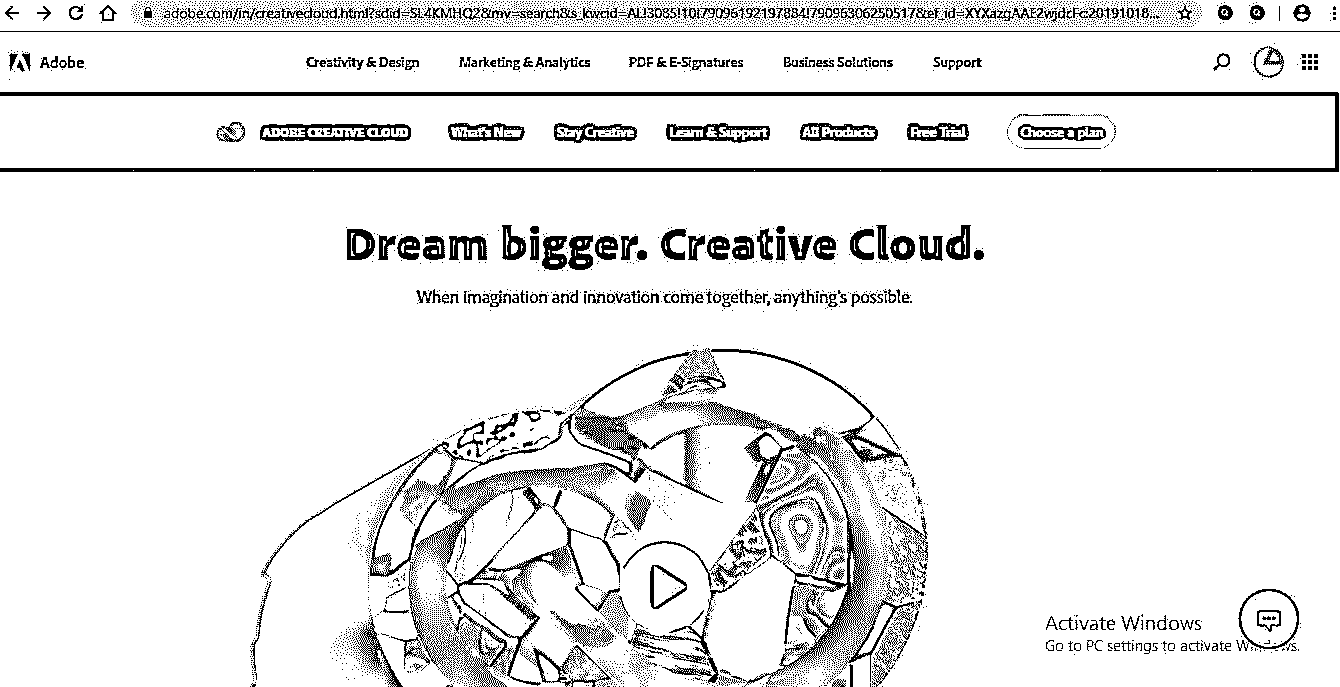 adobe.com/in/creativecloud.html?sdid=SL4KMHQ2&mv=search&s_kwcid=AL!3085!10!79096192197884!79096306250517&ef_id=XYXazgAAE2wjdcFc:20191018...
Adobe Creativity & Design Marketing & Analytics PDF & E-Signatures Business Solutions Support
ADOBE CREATIVE CLOUD What's New Stay Creative Learn & Support All Products Free Trial Choose a plan
Dream bigger. Creative Cloud.
When imagination and innovation come together, anything's possible.
Activate Windows
Go to PC settings to activate Windows.